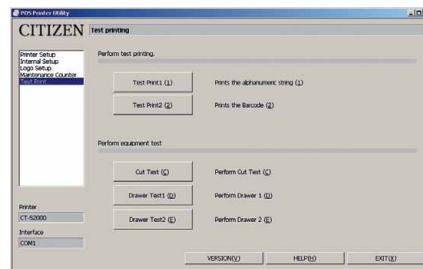 POS Printer Utility
CITIZEN Test printing
Printer Setup
Internal Setup
Logo Setup
Maintenance Counter
Test Print
Perform test printing.
Test Print1 (1) Prints the alphanument string (1)
Test Print2 (2) Prints the Barcode (2)
Perform equipment test
Cut Test (C) Perform Cut Test (C)
Drawer Test1 (D) Perform Drawer 1 (D)
Drawer Test2 (E) Perform Drawer 2 (E)
Printer
CT-S2000
Interface
COM1
VERSION(V) HELP(H) EXIT(X)